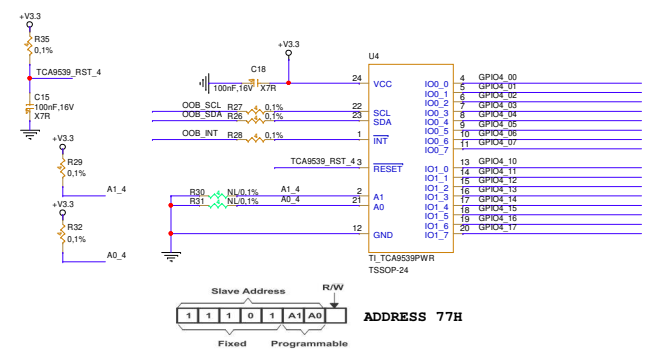 +V3.3
R35
0,1%
TCA9539_RST_4
C15
100nF,16V
X7R
+V3.3
R29
0,1%
A1_4
+V3.3
R32
0,1%
A0_4
+V3.3
C18
100nF,16V X7R
U4
24 VCC
OOB_SCL R27 0,1% 22 SCL
OOB_SDA R26 0,1% 23 SDA
OOB_INT R28 0,1% 1 INT
TCA9539_RST_4 3 RESET
R30 NL/0,1% A1_4 2 A1
R31 NL/0,1% A0_4 21 A0
12 GND
IO0_0 4 GPIO4_00
IO0_1 5 GPIO4_01
IO0_2 6 GPIO4_02
IO0_3 7 GPIO4_03
IO0_4 8 GPIO4_04
IO0_5 9 GPIO4_05
IO0_6 10 GPIO4_06
IO0_7 11 GPIO4_07
IO1_0 13 GPIO4_10
IO1_1 14 GPIO4_11
IO1_2 15 GPIO4_12
IO1_3 16 GPIO4_13
IO1_4 17 GPIO4_14
IO1_5 18 GPIO4_15
IO1_6 19 GPIO4_16
IO1_7 20 GPIO4_17
TI_TCA9539PWR
TSSOP-24
Slave Address R/W
1 1 1 0 1 A1 A0
ADDRESS 77H
Fixed Programmable